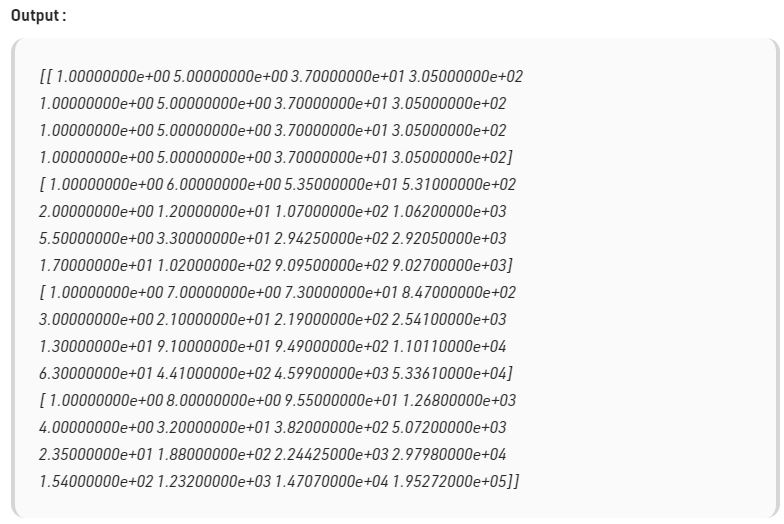 Output :
[[ 1.00000000e+00 5.00000000e+00 3.70000000e+01 3.05000000e+02
1.00000000e+00 5.00000000e+00 3.70000000e+01 3.05000000e+02
1.00000000e+00 5.00000000e+00 3.70000000e+01 3.05000000e+02
1.00000000e+00 5.00000000e+00 3.70000000e+01 3.05000000e+02]
[ 1.00000000e+00 6.00000000e+00 5.35000000e+01 5.31000000e+02
2.00000000e+00 1.20000000e+01 1.07000000e+02 1.06200000e+03
5.50000000e+00 3.30000000e+01 2.94250000e+02 2.92050000e+03
1.70000000e+01 1.02000000e+02 9.09500000e+02 9.02700000e+03]
[ 1.00000000e+00 7.00000000e+00 7.30000000e+01 8.47000000e+02
3.00000000e+00 2.10000000e+01 2.19000000e+02 2.54100000e+03
1.30000000e+01 9.10000000e+01 9.49000000e+02 1.10110000e+04
6.30000000e+01 4.41000000e+02 4.59900000e+03 5.33610000e+04]
[ 1.00000000e+00 8.00000000e+00 9.55000000e+01 1.26800000e+03
4.00000000e+00 3.20000000e+01 3.82000000e+02 5.07200000e+03
2.35000000e+01 1.88000000e+02 2.24425000e+03 2.97980000e+04
1.54000000e+02 1.23200000e+03 1.47070000e+04 1.95272000e+05]]